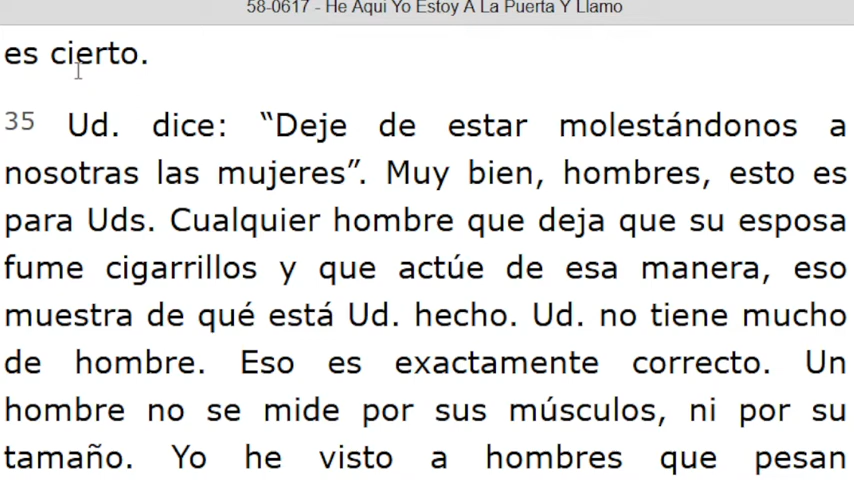 58-0617 - He Aquí Yo Estoy A La Puerta Y Llamo
es cierto.
35 Ud. dice: “Deje de estar molestándonos a
nosotras las mujeres”. Muy bien, hombres, esto es
para Uds. Cualquier hombre que deja que su esposa
fume cigarrillos y que actúe de esa manera, eso
muestra de qué está Ud. hecho. Ud. no tiene mucho
de hombre. Eso es exactamente correcto. Un
hombre no se mide por sus músculos, ni por su
tamaño. Yo he visto a hombres que pesan